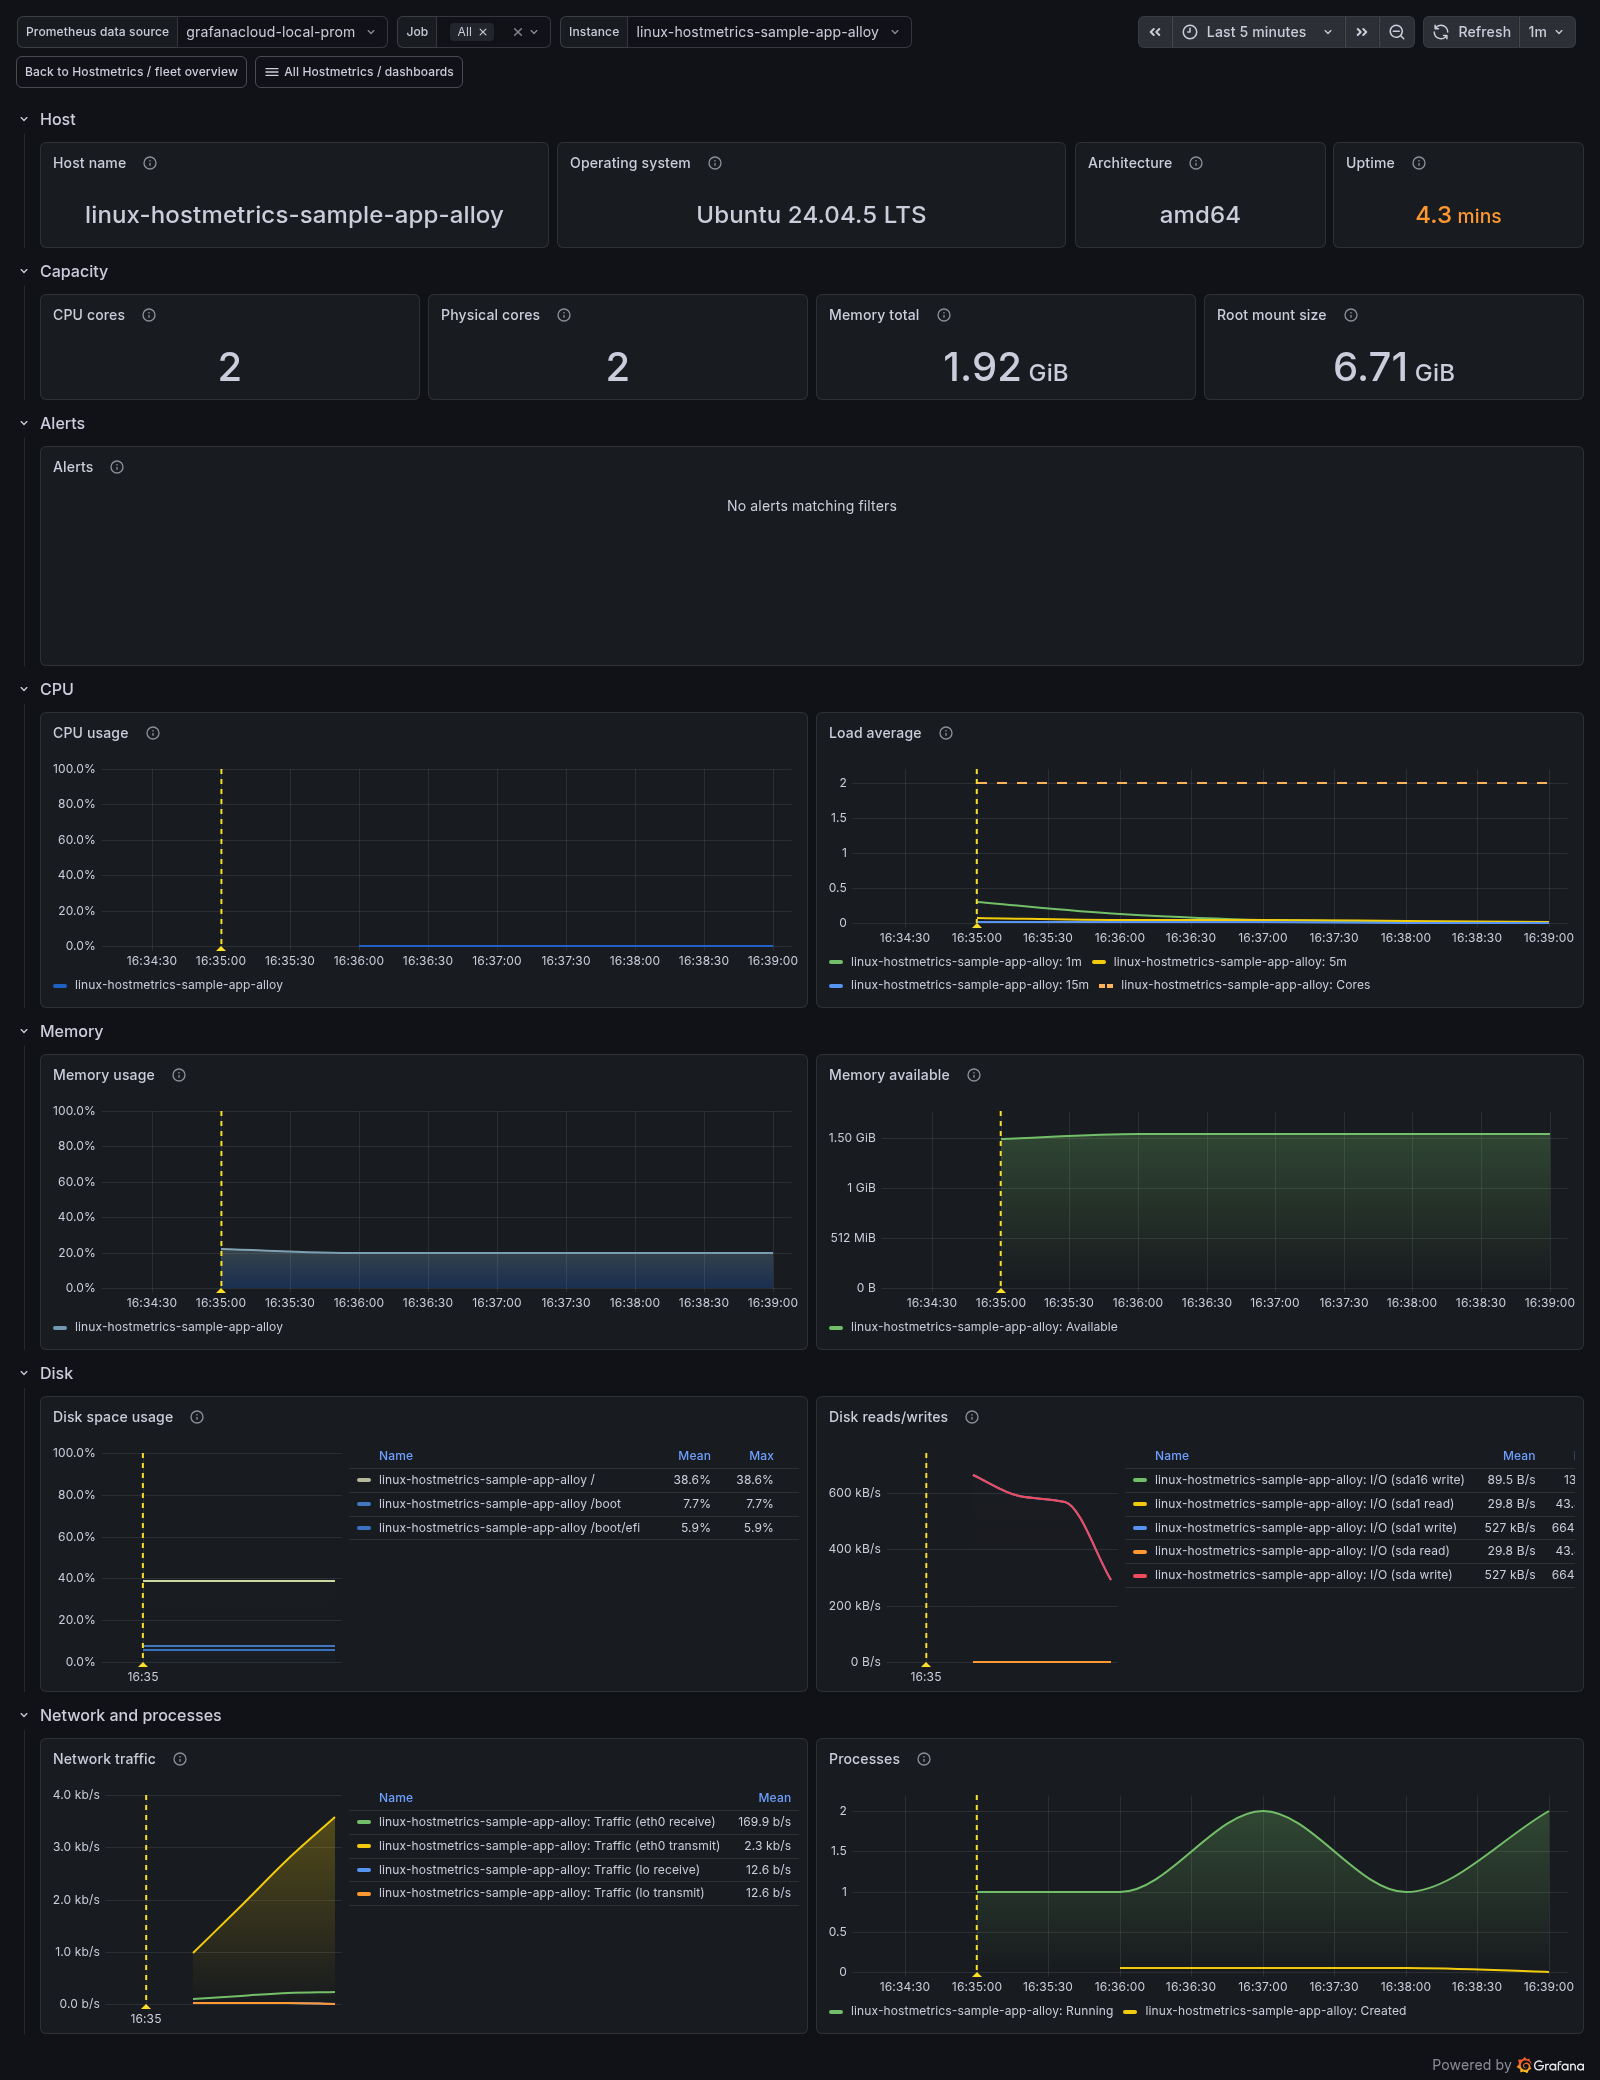 Prometheus data source grafanacloud-local-prom Job All Instance linux-hostmetrics-sample-app-alloy Last 5 minutes Refresh 1m
Back to Hostmetrics / fleet overview All Hostmetrics / dashboards
Host
Host name
linux-hostmetrics-sample-app-alloy
Operating system
Ubuntu 24.04.5 LTS
Architecture
amd64
Uptime
4.3 mins
Capacity
CPU cores
2
Physical cores
2
Memory total
1.92 GiB
Root mount size
6.71 GiB
Alerts
Alerts
No alerts matching filters
CPU
CPU usage
100.0%
80.0%
60.0%
40.0%
20.0%
0.0%
16:34:30 16:35:00 16:35:30 16:36:00 16:36:30 16:37:00 16:37:30 16:38:00 16:38:30 16:39:00
linux-hostmetrics-sample-app-alloy
Load average
2
1.5
1
0.5
0
16:34:30 16:35:00 16:35:30 16:36:00 16:36:30 16:37:00 16:37:30 16:38:00 16:38:30 16:39:00
linux-hostmetrics-sample-app-alloy: 1m linux-hostmetrics-sample-app-alloy: 5m
linux-hostmetrics-sample-app-alloy: 15m linux-hostmetrics-sample-app-alloy: Cores
Memory
Memory usage
100.0%
80.0%
60.0%
40.0%
20.0%
0.0%
16:34:30 16:35:00 16:35:30 16:36:00 16:36:30 16:37:00 16:37:30 16:38:00 16:38:30 16:39:00
linux-hostmetrics-sample-app-alloy
Memory available
1.50 GiB
1 GiB
512 MiB
0 B
16:34:30 16:35:00 16:35:30 16:36:00 16:36:30 16:37:00 16:37:30 16:38:00 16:38:30 16:39:00
linux-hostmetrics-sample-app-alloy: Available
Disk
Disk space usage
100.0%
80.0%
60.0%
40.0%
20.0%
0.0%
16:35
Name Mean Max
linux-hostmetrics-sample-app-alloy / 38.6% 38.6%
linux-hostmetrics-sample-app-alloy /boot 7.7% 7.7%
linux-hostmetrics-sample-app-alloy /boot/efi 5.9% 5.9%
Disk reads/writes
600 kB/s
400 kB/s
200 kB/s
0 B/s
16:35
Name Mean
linux-hostmetrics-sample-app-alloy: I/O (sda16 write) 89.5 B/s 13
linux-hostmetrics-sample-app-alloy: I/O (sda1 read) 29.8 B/s 43.
linux-hostmetrics-sample-app-alloy: I/O (sda1 write) 527 kB/s 664
linux-hostmetrics-sample-app-alloy: I/O (sda read) 29.8 B/s 43.
linux-hostmetrics-sample-app-alloy: I/O (sda write) 527 kB/s 664
Network and processes
Network traffic
4.0 kb/s
3.0 kb/s
2.0 kb/s
1.0 kb/s
0.0 b/s
16:35
Name Mean
linux-hostmetrics-sample-app-alloy: Traffic (eth0 receive) 169.9 b/s
linux-hostmetrics-sample-app-alloy: Traffic (eth0 transmit) 2.3 kb/s
linux-hostmetrics-sample-app-alloy: Traffic (lo receive) 12.6 b/s
linux-hostmetrics-sample-app-alloy: Traffic (lo transmit) 12.6 b/s
Processes
2
1.5
1
0.5
0
16:34:30 16:35:00 16:35:30 16:36:00 16:36:30 16:37:00 16:37:30 16:38:00 16:38:30 16:39:00
linux-hostmetrics-sample-app-alloy: Running linux-hostmetrics-sample-app-alloy: Created
Powered by Grafana